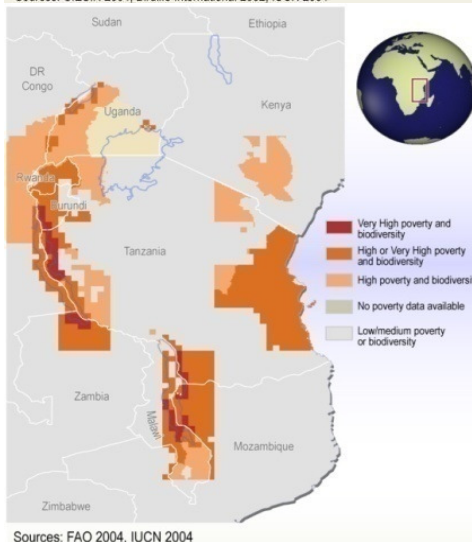 Sudan
Ethiopia
DR
Congo
Uganda
Kenya
Rwanda
Burundi
Tanzania
Very High poverty and
biodiversity
High or Very High poverty
and biodiversity
High poverty and biodiversi
No poverty data available
Low/medium poverty
or biodiversity
Zambia
Malawi
Mozambique
Zimbabwe
Sources: FAO 2004, IUCN 2004